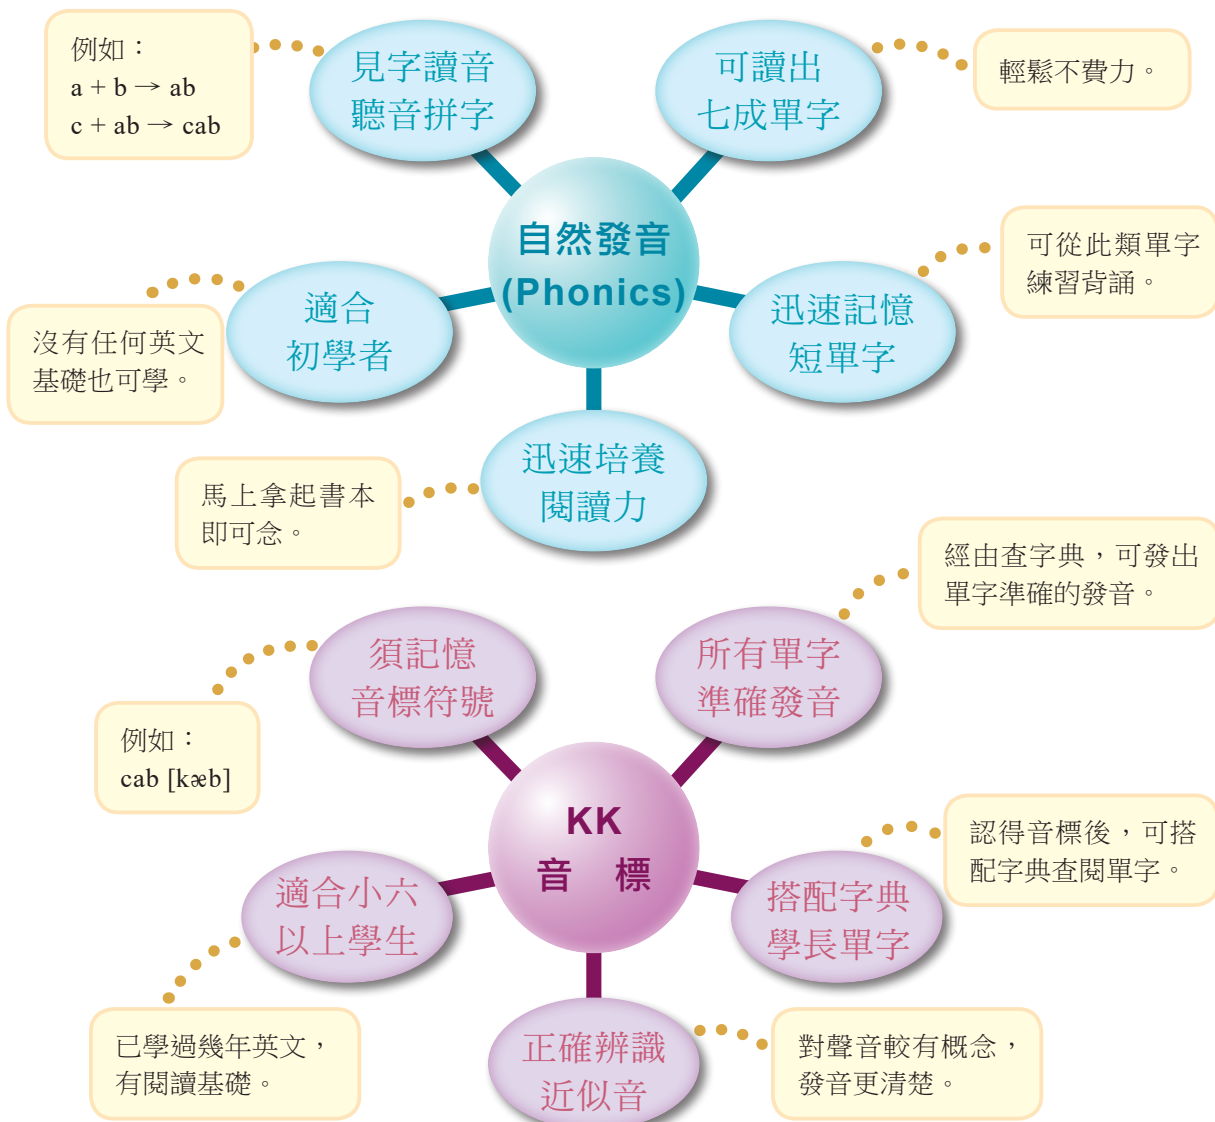 例如：
a + b → ab
c + ab → cab
見字讀音
聽音拼字
可讀出
七成單字
輕鬆不費力。
自然發音
(Phonics)
可從此類單字
練習背誦。
迅速記憶
短單字
適合
初學者
沒有任何英文
基礎也可學。
迅速培養
閱讀力
馬上拿起書本
即可念。
經由查字典，可發出
單字準確的發音。
須記憶
音標符號
所有單字
準確發音
例如：
cab [kæb]
KK
音　標
認得音標後，可搭
配字典查閱單字。
搭配字典
學長單字
適合小六
以上學生
已學過幾年英文，
有閱讀基礎。
正確辨識
近似音
對聲音較有概念，
發音更清楚。